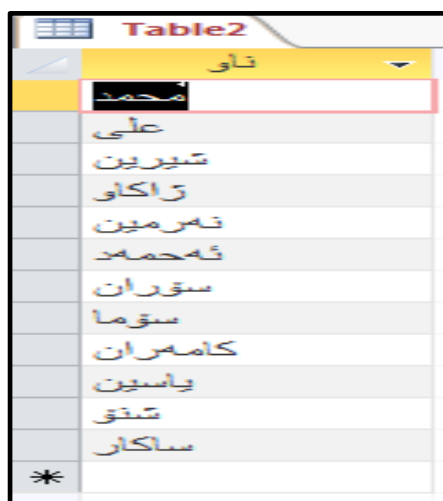 Table2
ناو
محمد
علی
شیرین
ژاکاو
نەرمین
ئەحمەد
سۆران
سۆما
کامەران
یاسین
شنۆ
ساکار